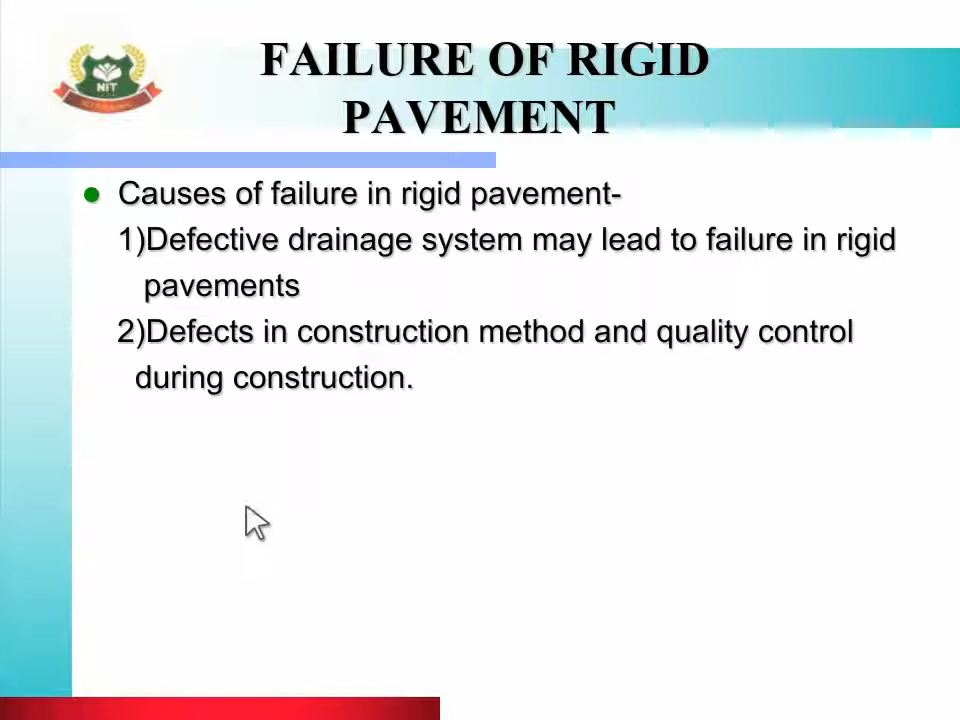 NIT
FAILURE OF RIGID
PAVEMENT
Causes of failure in rigid pavement-
1)Defective drainage system may lead to failure in rigid
pavements
2)Defects in construction method and quality control
during construction.